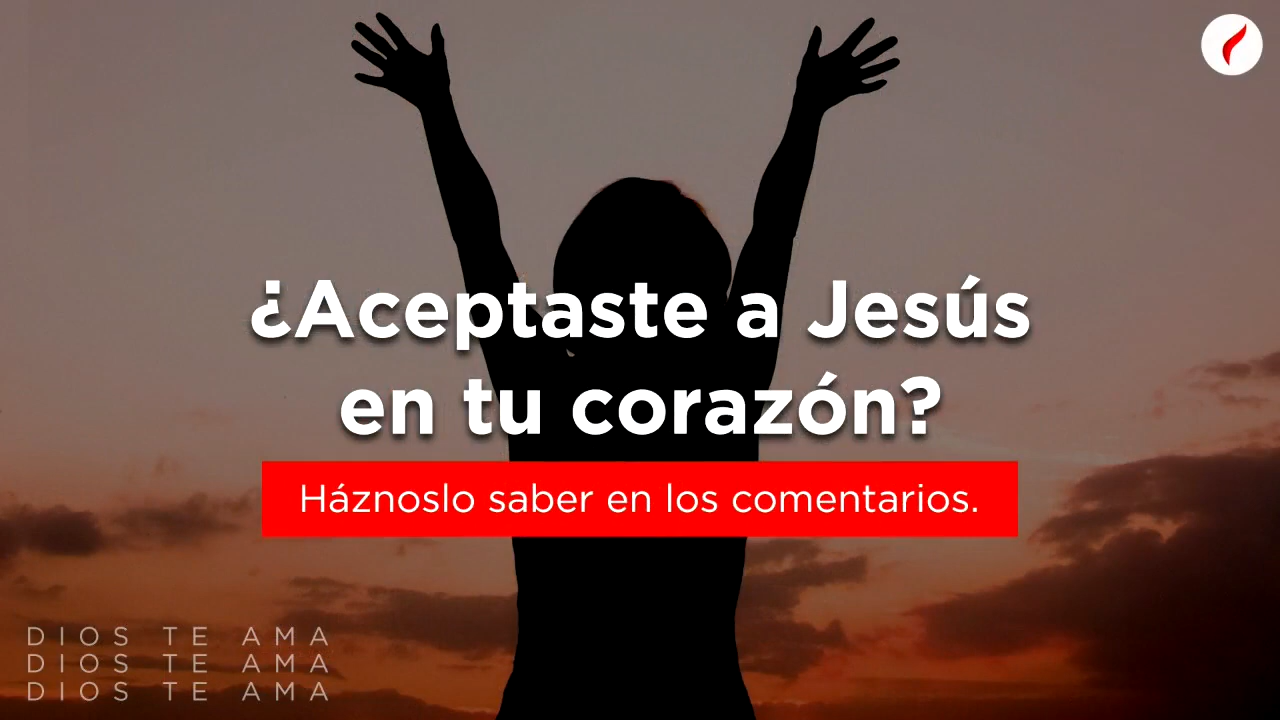 ¿Aceptaste a Jesús
en tu corazón?
Háznoslo saber en los comentarios.
DIOS TE AMA
DIOS TE AMA
DIOS TE AMA